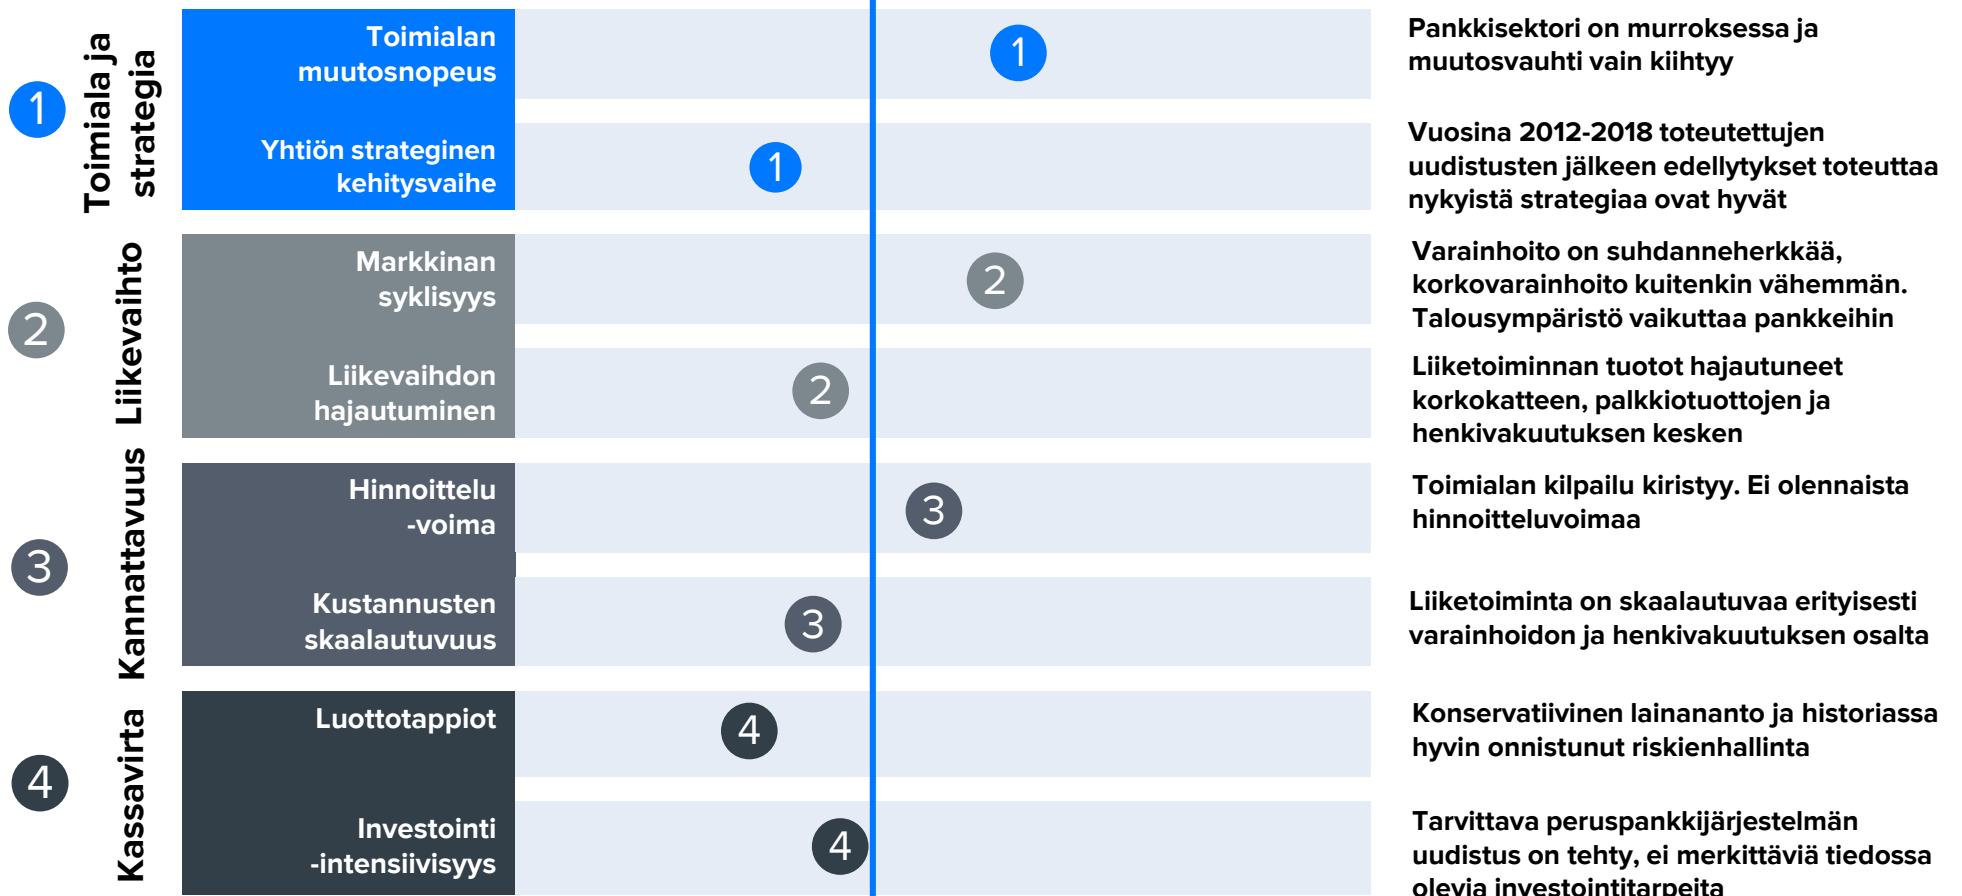 1
Toimiala ja
strategia
Toimialan
muutosnopeus
1
Pankkisektori on murroksessa ja
muutosvauhti vain kiihtyy
Yhtiön strateginen
kehitysvaihe
1
Vuosina 2012-2018 toteutettujen
uudistusten jälkeen edellytykset toteuttaa
nykyistä strategiaa ovat hyvät
2
Liikevaihto
Markkinan
syklisyys
2
Varainhoito on suhdanneherkkää,
korkovarainhoito kuitenkin vähemmän.
Talousympäristö vaikuttaa pankkeihin
Liikevaihdon
hajautuminen
2
Liiketoiminnan tuotot hajautuneet
korkokatteen, palkkiotuottojen ja
henkivakuutuksen kesken
3
Kannattavuus
Hinnoittelu
-voima
3
Toimialan kilpailu kiristyy. Ei olennaista
hinnoitteluvoimaa
Kustannusten
skaalautuvuus
3
Liiketoiminta on skaalautuvaa erityisesti
varainhoidon ja henkivakuutuksen osalta
4
Kassavirta
Luottotappiot
4
Konservatiivinen lainananto ja historiassa
hyvin onnistunut riskienhallinta
Investointi
-intensiivisyys
4
Tarvittava peruspankkijärjestelmän
uudistus on tehty, ei merkittäviä tiedossa
olevia investointitarpeita